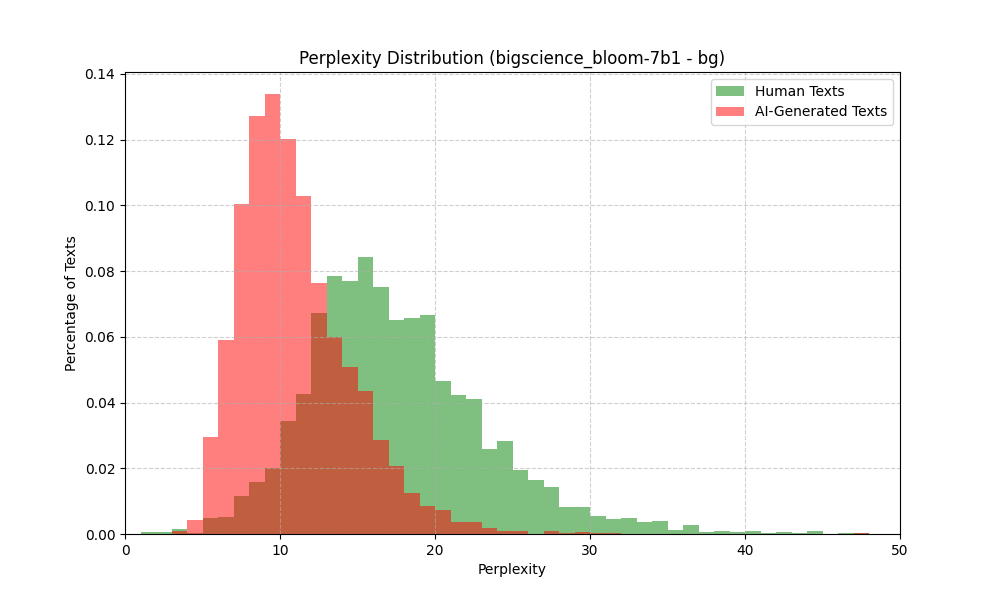 Perplexity Distribution (bigscience_bloom-7b1 - bg)
Human Texts
AI-Generated Texts
Percentage of Texts
0.14
0.12
0.10
0.08
0.06
0.04
0.02
0.00
0 10 20 30 40 50
Perplexity